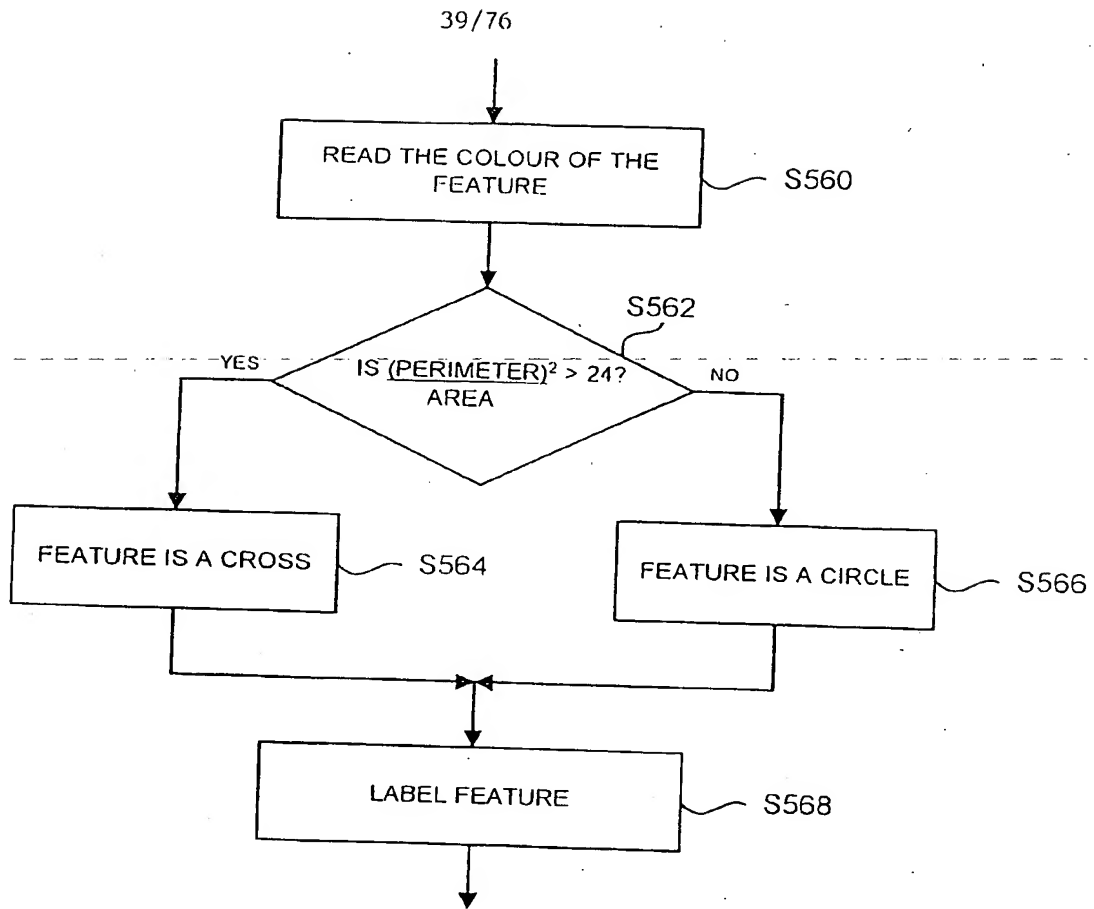 39/76
READ THE COLOUR OF THE
FEATURE
S560
S562
YES
IS (PERIMETER)² > 24?
AREA
NO
FEATURE IS A CROSS
S564
FEATURE IS A CIRCLE
S566
LABEL FEATURE
S568